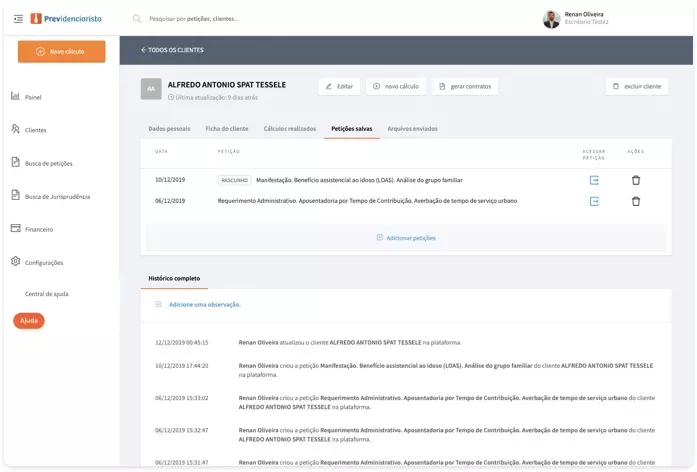 Previdenciarista
Pesquisar por petições, clientes...
Renan Oliveira
Escritorio Teste2
Novo cálculo
← TODOS OS CLIENTES
Painel
Clientes
Busca de petições
Busca de Jurisprudência
Financeiro
Configurações
Central de ajuda
Ajuda
AA
ALFREDO ANTONIO SPAT TESSELE
Última atualização: 9 dias atrás
Editar
novo cálculo
gerar contratos
excluir cliente
Dados pessoais
Ficha do cliente
Cálculos realizados
Petições salvas
Arquivos enviados
DATA
PETIÇÃO
ACESSAR
PETIÇÃO
AÇÕES
10/12/2019 RASCUNHO Manifestação. Benefício assistencial ao idoso (LOAS). Análise do grupo familiar
06/12/2019 Requerimento Administrativo. Aposentadoria por Tempo de Contribuição. Averbação de tempo de serviço urbano
Adicionar petições
Histórico completo
Adicione uma observação.
12/12/2019 00:45:15 Renan Oliveira atualizou o cliente ALFREDO ANTONIO SPAT TESSELE na plataforma.
10/12/2019 17:44:20 Renan Oliveira criou a petição Manifestação. Benefício assistencial ao idoso (LOAS). Análise do grupo familiar do cliente ALFREDO ANTONIO SPAT TESSELE
na plataforma.
06/12/2019 15:33:02 Renan Oliveira criou a petição Requerimento Administrativo. Aposentadoria por Tempo de Contribuição. Averbação de tempo de serviço urbano do cliente
ALFREDO ANTONIO SPAT TESSELE na plataforma.
06/12/2019 15:32:47 Renan Oliveira criou a petição Requerimento Administrativo. Aposentadoria por Tempo de Contribuição. Averbação de tempo de serviço urbano do cliente
ALFREDO ANTONIO SPAT TESSELE na plataforma.
06/12/2019 15:31:47 Renan Oliveira criou a petição Requerimento Administrativo. Aposentadoria por Tempo de Contribuição. Averbação de tempo de serviço urbano do cliente